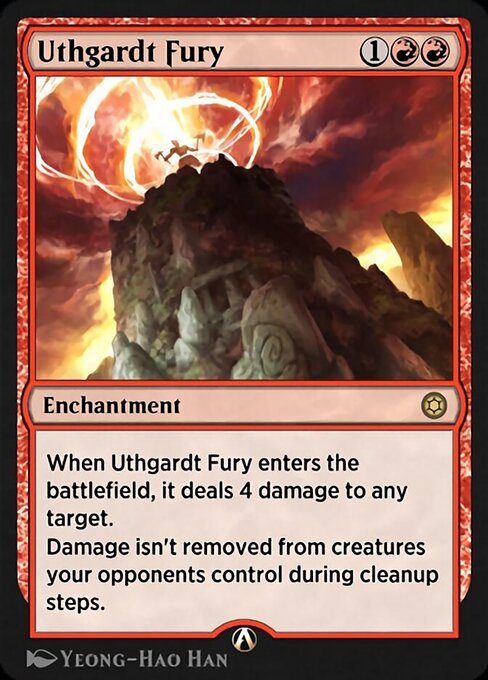 Uthgardt Fury 1
Enchantment
When Uthgardt Fury enters the
battlefield, it deals 4 damage to any
target.
Damage isn't removed from creatures
your opponents control during cleanup
steps.
Yeong-Hao Han